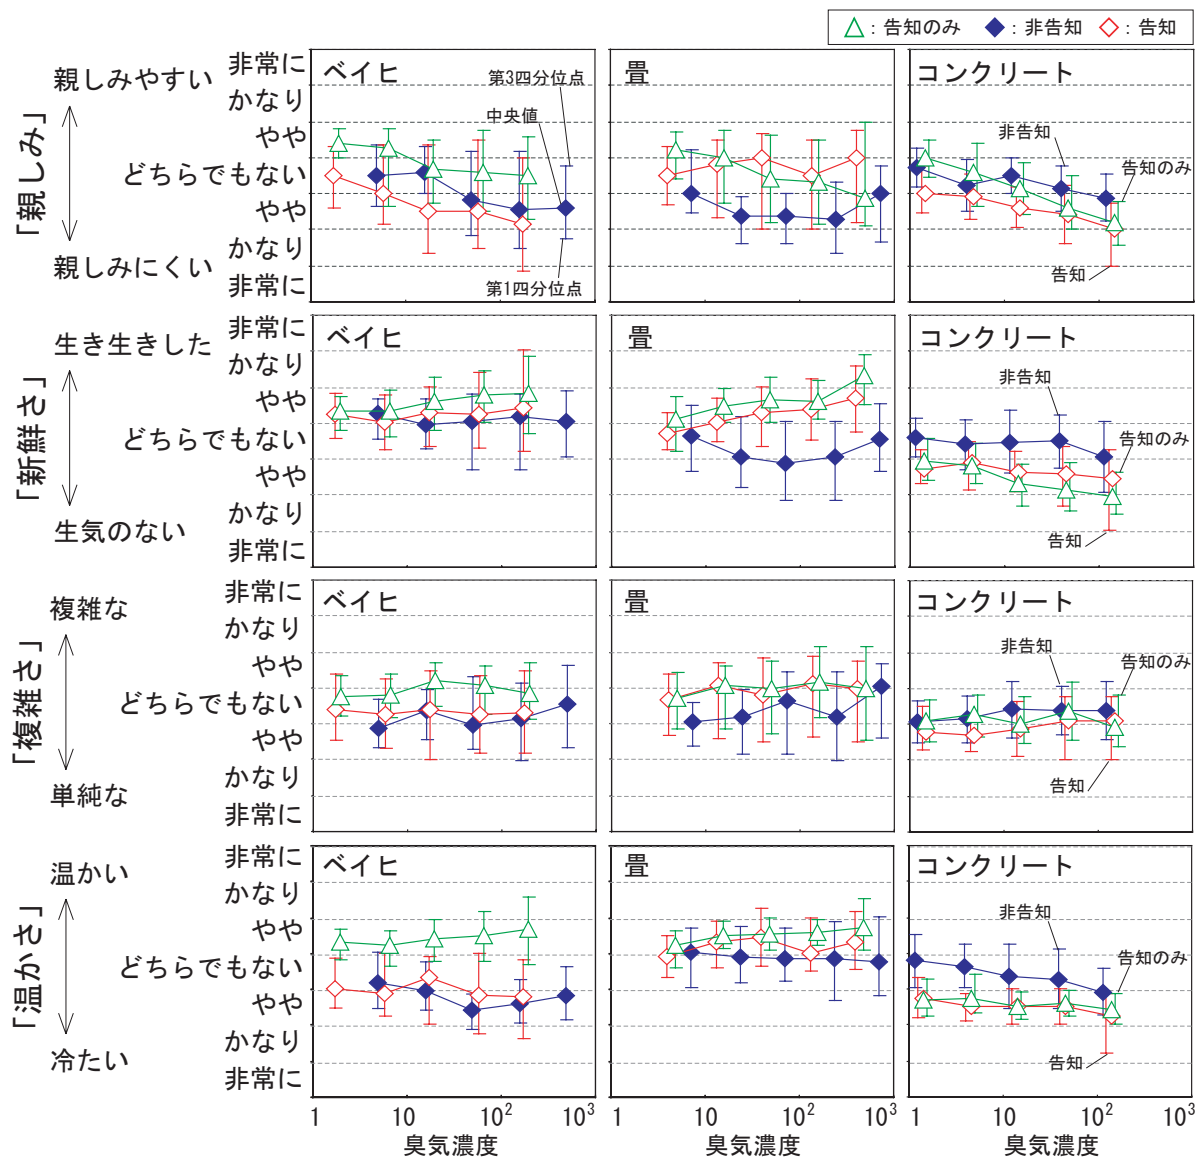 △：告知のみ ◆：非告知 ◇：告知
「親しみ」
親しみやすい
親しみにくい
非常に
かなり
やや
どちらでもない
やや
かなり
非常に
ベイヒ
第3四分位点
中央値
第1四分位点
1 10 10² 10³
畳
1 10 10² 10³
コンクリート
非告知
告知のみ
告知
1 10 10² 10³
「新鮮さ」
生き生きした
生気のない
非常に
かなり
やや
どちらでもない
やや
かなり
非常に
ベイヒ
畳
コンクリート
非告知
告知のみ
告知
「複雑さ」
複雑な
単純な
非常に
かなり
やや
どちらでもない
やや
かなり
非常に
ベイヒ
畳
コンクリート
非告知
告知のみ
告知
「温かさ」
温かい
冷たい
非常に
かなり
やや
どちらでもない
やや
かなり
非常に
ベイヒ
畳
コンクリート
非告知
告知のみ
告知
1 10 10² 10³
臭気濃度
1 10 10² 10³
臭気濃度
1 10 10² 10³
臭気濃度